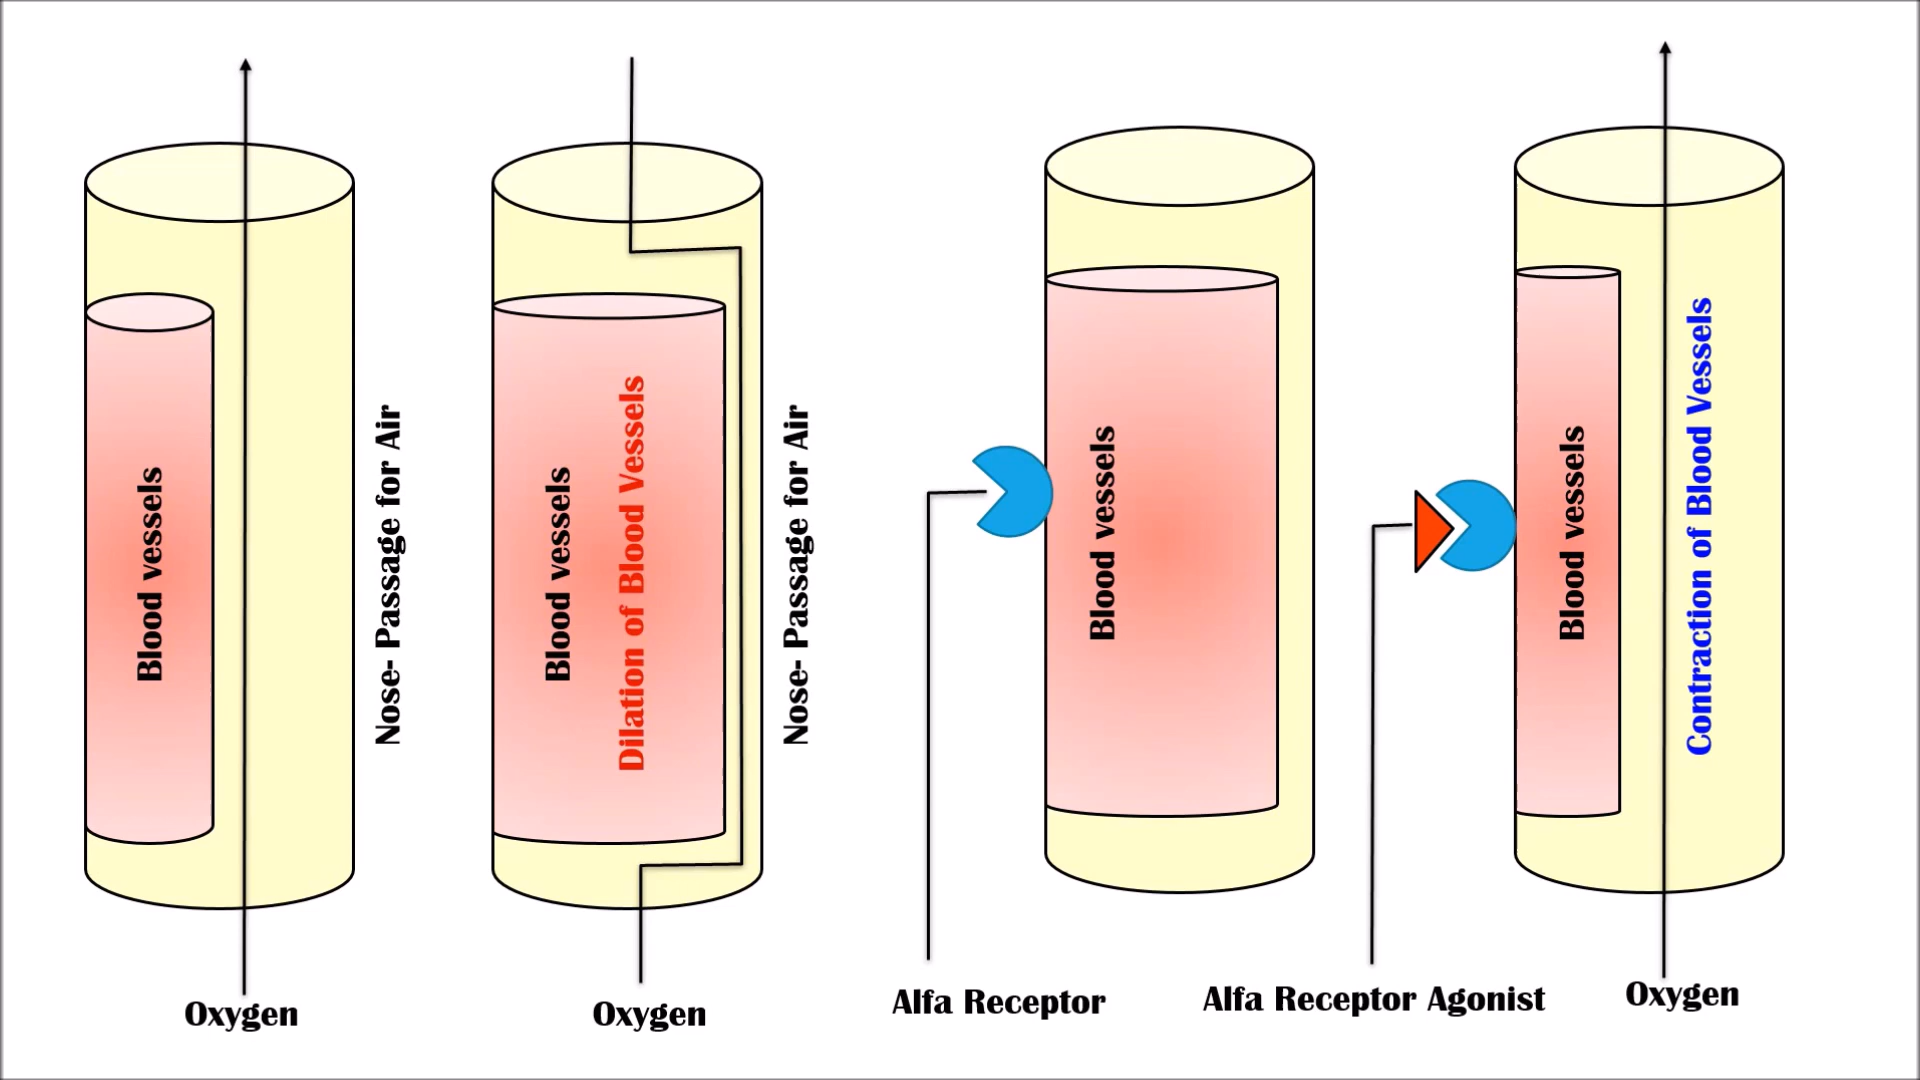 Blood vessels
Nose- Passage for Air
Oxygen
Blood vessels
Dilation of Blood Vessels
Nose- Passage for Air
Oxygen
Blood vessels
Alfa Receptor
Blood vessels
Contraction of Blood Vessels
Alfa Receptor Agonist
Oxygen